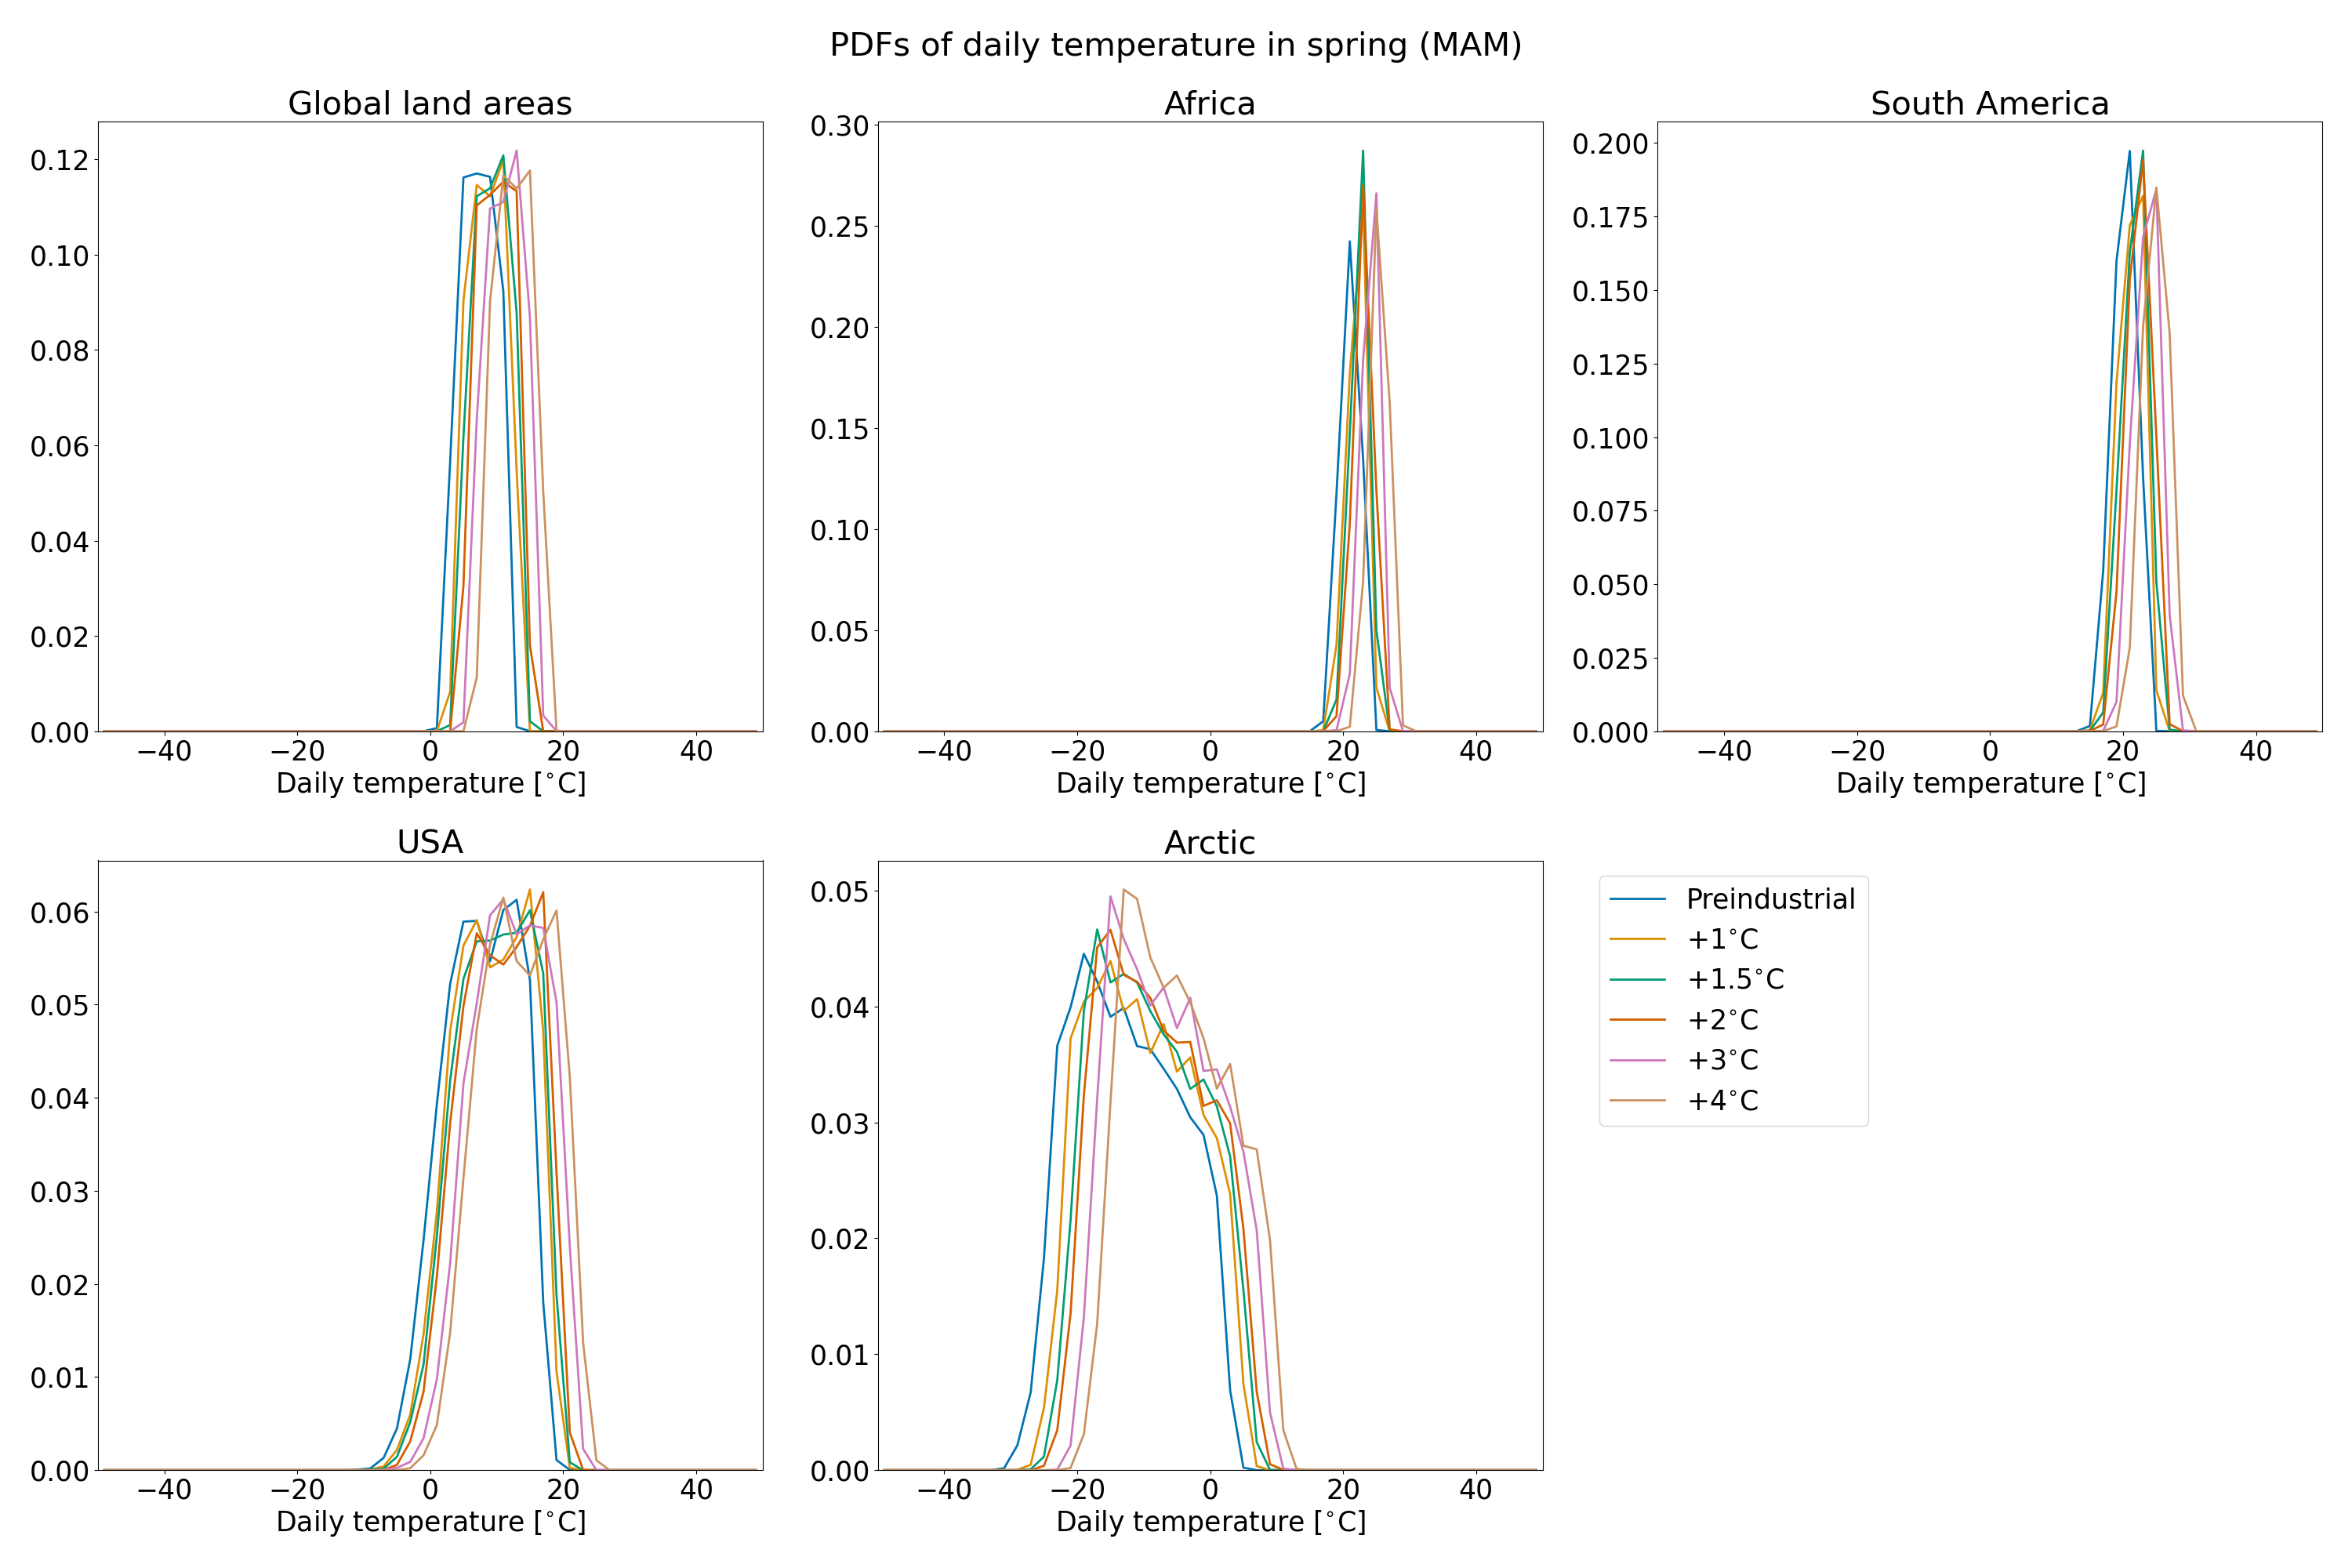 PDFs of daily temperature in spring (MAM)
Global land areas
0.12
0.10
0.08
0.06
0.04
0.02
0.00
−40 −20 0 20 40
Daily temperature [°C]
Africa
0.30
0.25
0.20
0.15
0.10
0.05
0.00
−40 −20 0 20 40
Daily temperature [°C]
South America
0.200
0.175
0.150
0.125
0.100
0.075
0.050
0.025
0.000
−40 −20 0 20 40
Daily temperature [°C]
USA
0.06
0.05
0.04
0.03
0.02
0.01
0.00
−40 −20 0 20 40
Daily temperature [°C]
Arctic
0.05
0.04
0.03
0.02
0.01
0.00
−40 −20 0 20 40
Daily temperature [°C]
Preindustrial
+1°C
+1.5°C
+2°C
+3°C
+4°C